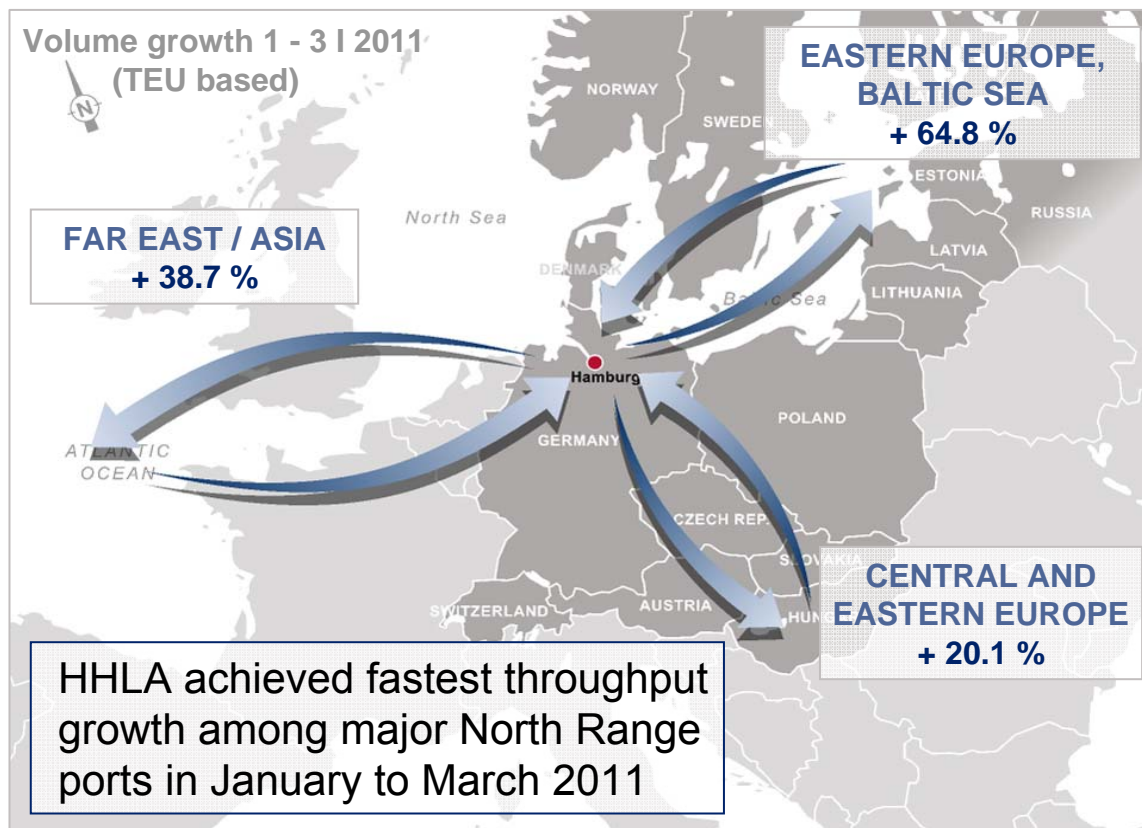 Volume growth 1 - 3 I 2011
(TEU based)
N
EASTERN EUROPE,
BALTIC SEA
+ 64.8 %
NORWAY
SWEDEN
ESTONIA
RUSSIA
North Sea
FAR EAST / ASIA
+ 38.7 %
LATVIA
DENMARK
LITHUANIA
Baltic Sea
Hamburg
POLAND
GERMANY
ATLANTIC
OCEAN
CZECH REP.
SLOVAKIA
CENTRAL AND
EASTERN EUROPE
+ 20.1 %
SWITZERLAND
AUSTRIA
HUNG
HHLA achieved fastest throughput
growth among major North Range
ports in January to March 2011